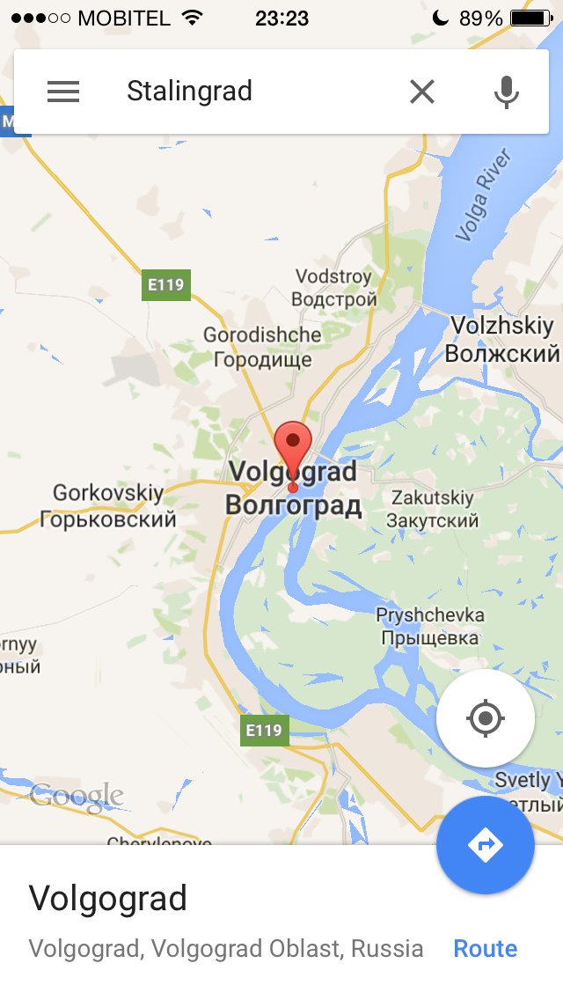 MOBITEL 23:23 89%
Stalingrad
M
Volga River
E119
Vodstroy
Водстрой
Volzhskiy
Волжский
Gorodishche
Городище
Volgograd
Волгоград
Gorkovskiy
Горьковский
Zakutskiy
Закутский
Pryshchevka
Прыщевка
rnyy
ный
E119
Svetly Y
етлый
Google
Volgograd
Volgograd, Volgograd Oblast, Russia Route